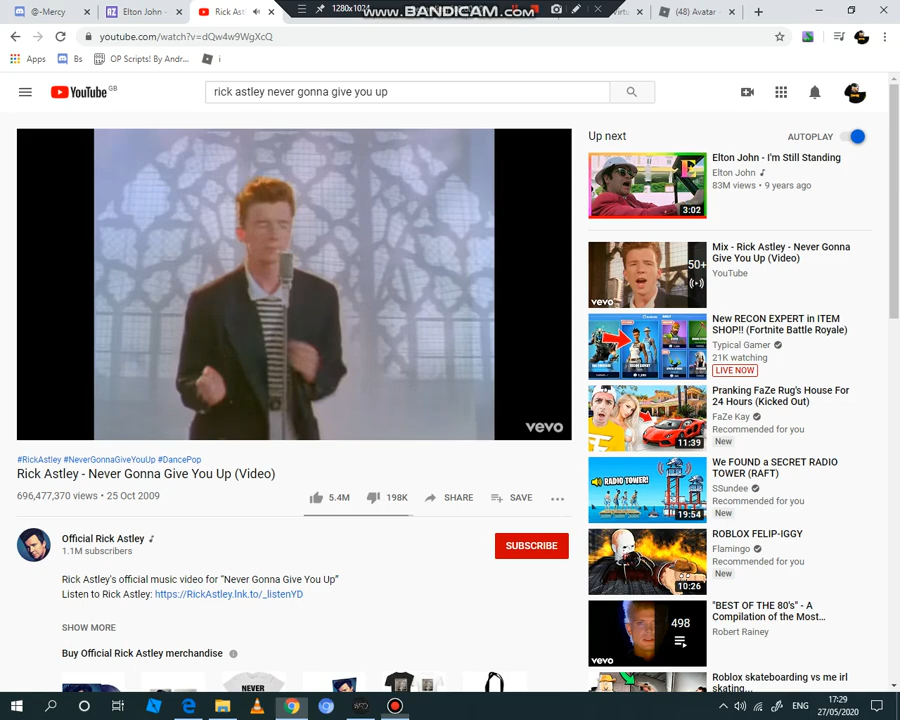 @-Mercy
Elton John -
Rick Ast
(48) Avatar -
1280x1024
www.BANDICAM.com
youtube.com/watch?v=dQw4w9WgXcQ
Apps
Bs
OP Scripts! By Andr...
i
YouTube GB
rick astley never gonna give you up
vevo
#RickAstley #NeverGonnaGiveYouUp #DancePop
Rick Astley - Never Gonna Give You Up (Video)
696,477,370 views • 25 Oct 2009
5.4M
198K
SHARE
SAVE
Official Rick Astley
1.1M subscribers
SUBSCRIBE
Rick Astley's official music video for “Never Gonna Give You Up”
Listen to Rick Astley: https://RickAstley.lnk.to/_listenYD
SHOW MORE
Buy Official Rick Astley merchandise
NEVER
Up next
AUTOPLAY
E
3:02
Elton John - I'm Still Standing
Elton John
83M views • 9 years ago
50+
vevo
Mix - Rick Astley - Never Gonna
Give You Up (Video)
YouTube
New RECON EXPERT in ITEM
SHOP!! (Fortnite Battle Royale)
Typical Gamer
21K watching
LIVE NOW
11:39
Pranking FaZe Rug's House For
24 Hours (Kicked Out)
FaZe Kay
Recommended for you
New
RADIO TOWER!
19:54
We FOUND a SECRET RADIO
TOWER (RAFT)
SSundee
Recommended for you
New
10:26
ROBLOX FELIP-IGGY
Flamingo
Recommended for you
New
498
vevo
"BEST OF THE 80's" - A
Compilation of the Most...
Robert Rainey
Roblox skateboarding vs me irl
skating...
ENG
17:29
27/05/2020